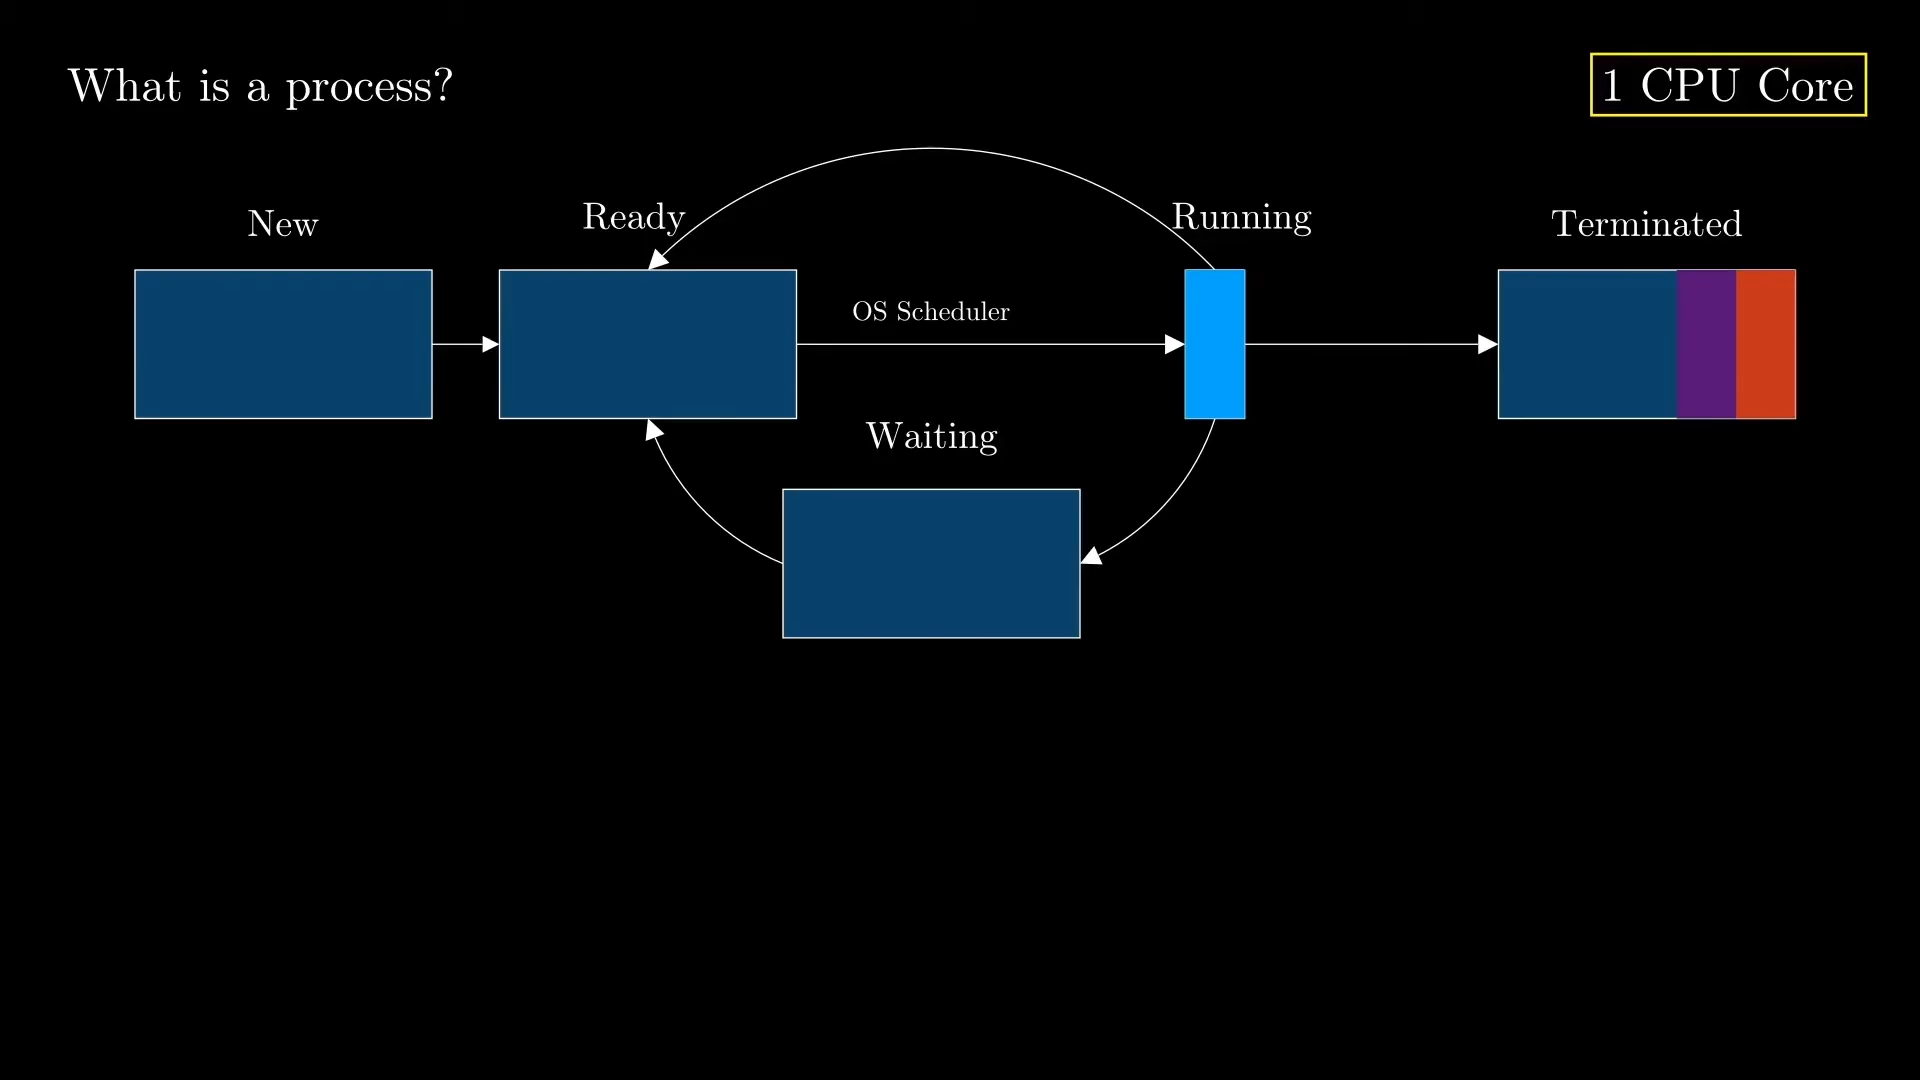 What is a process?
1 CPU Core
New
Ready
Running
Terminated
OS Scheduler
Waiting